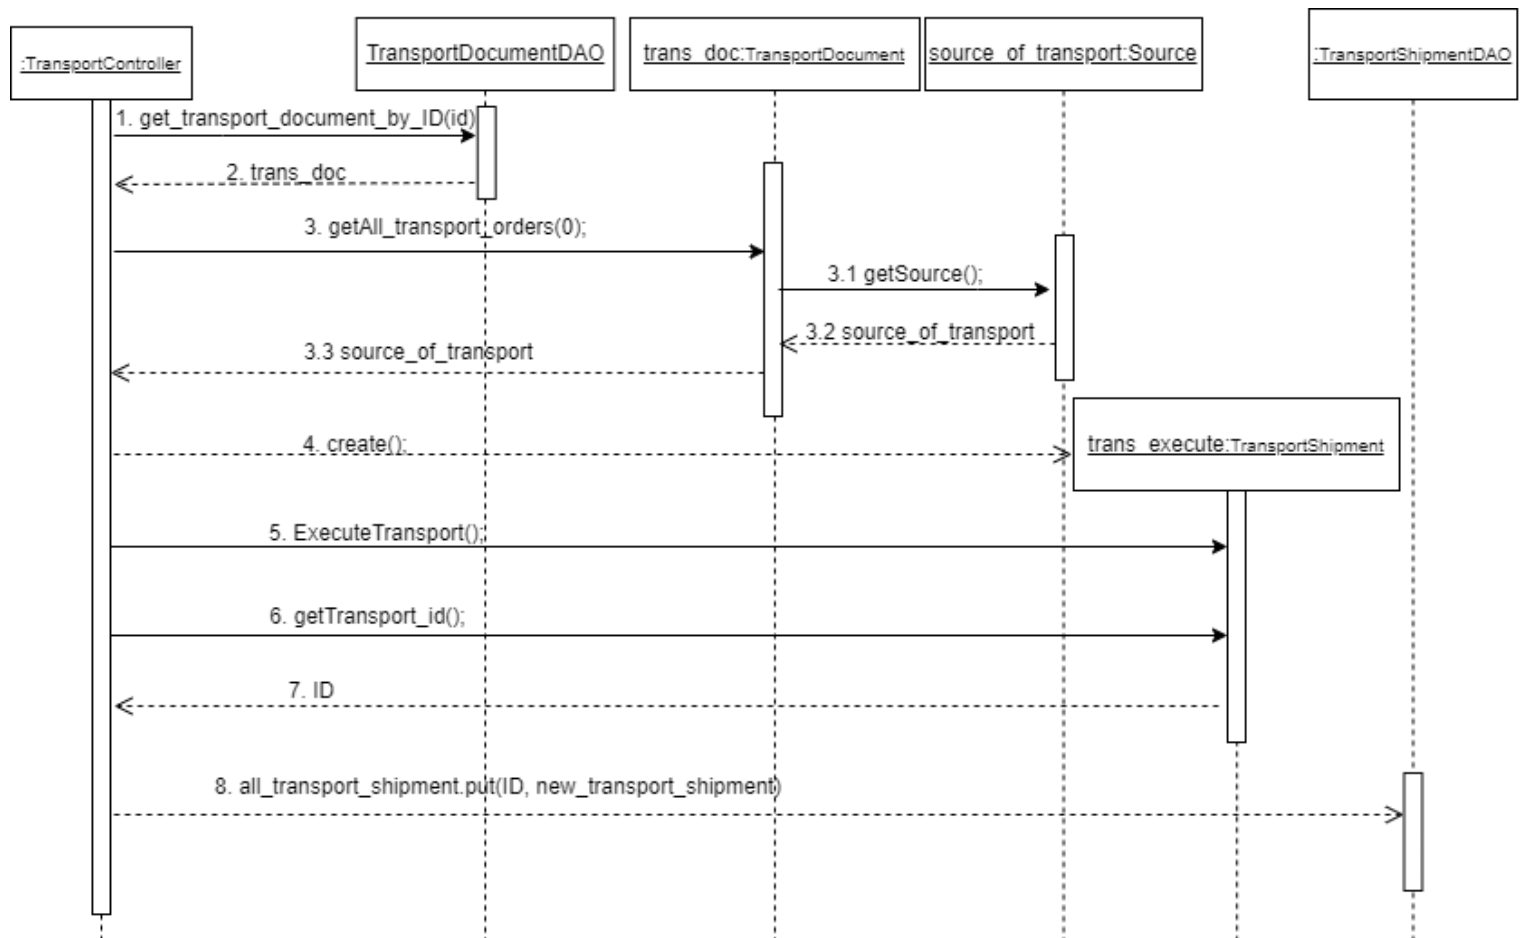 :TransportController
TransportDocumentDAO
trans_doc:TransportDocument
source_of_transport:Source
:TransportShipmentDAO
1. get_transport_document_by_ID(id)
2. trans_doc
3. getAll_transport_orders(0);
3.1 getSource();
3.2 source_of_transport
3.3 source_of_transport
4. create();
trans_execute:TransportShipment
5. ExecuteTransport();
6. getTransport_id();
7. ID
8. all_transport_shipment.put(ID, new_transport_shipment)